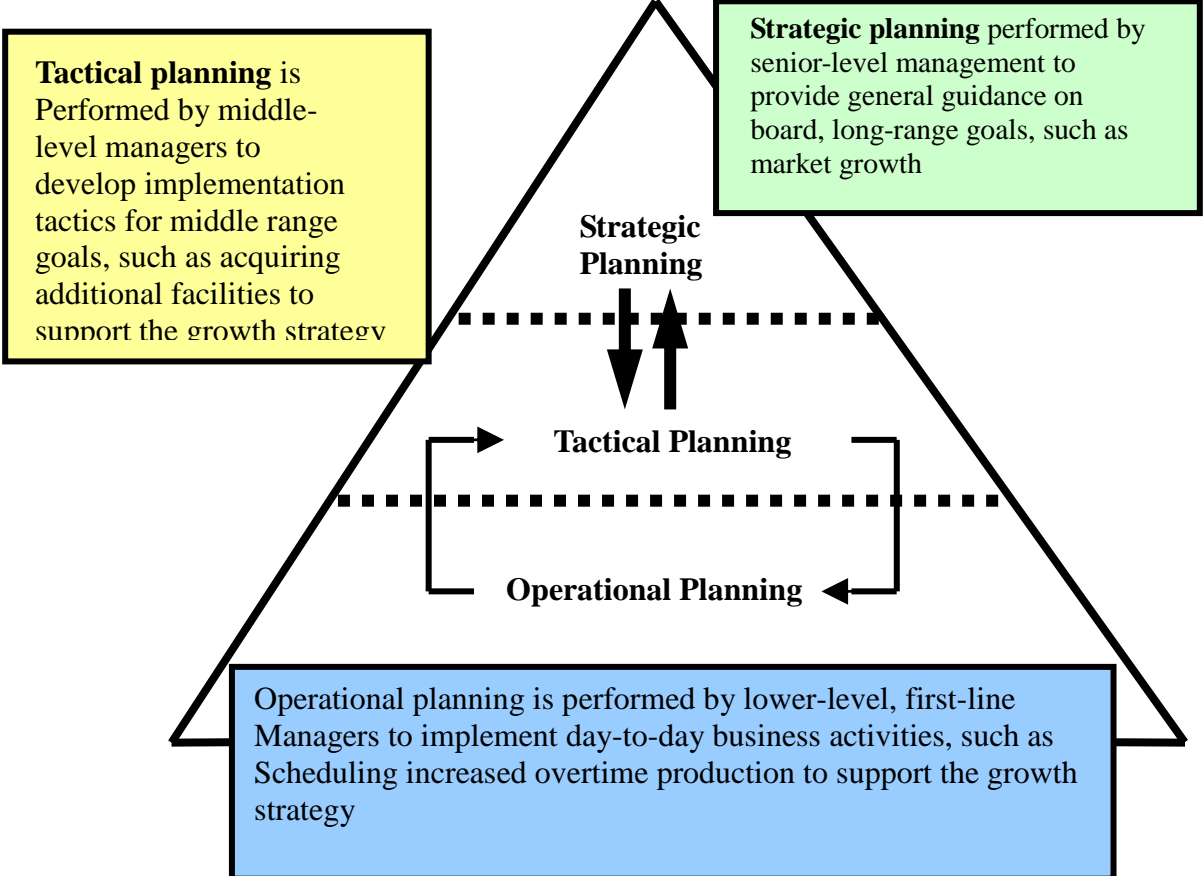 Tactical planning is
Performed by middle-
level managers to
develop implementation
tactics for middle range
goals, such as acquiring
additional facilities to
support the growth strategy
Strategic planning performed by
senior-level management to
provide general guidance on
board, long-range goals, such as
market growth
Strategic
Planning
Tactical Planning
Operational Planning
Operational planning is performed by lower-level, first-line
Managers to implement day-to-day business activities, such as
Scheduling increased overtime production to support the growth
strategy